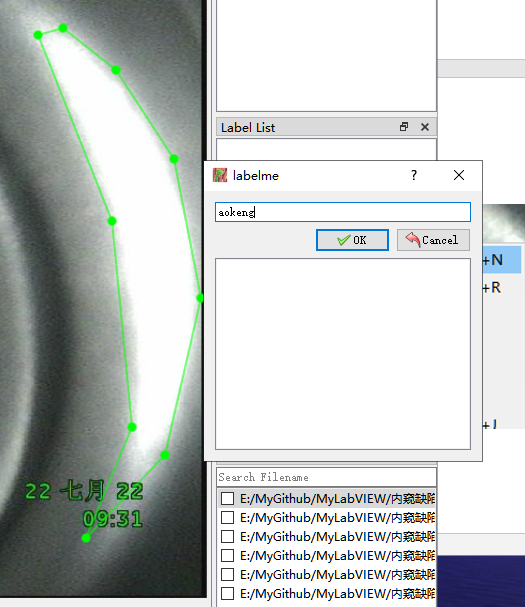 Label List
labelme
?
aokeng
OK
Cancel
+N
+R
+J
22 七月 22
09:31
Search Filename
E:/MyGithub/MyLabVIEW/内窥缺陷
E:/MyGithub/MyLabVIEW/内窥缺陷
E:/MyGithub/MyLabVIEW/内窥缺陷
E:/MyGithub/MyLabVIEW/内窥缺陷
E:/MyGithub/MyLabVIEW/内窥缺陷
E:/MyGithub/MyLabVIEW/内窥缺陷